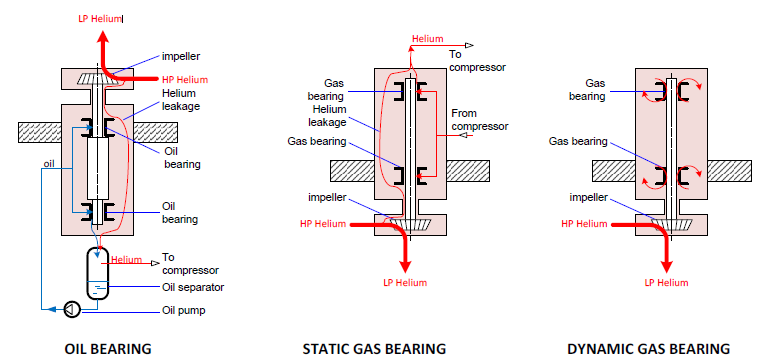 LP Helium
impeller
HP Helium
Helium
leakage
oil
Oil
bearing
Oil
bearing
Helium
To
compressor
Oil separator
Oil pump
OIL BEARING
Helium
To
compressor
Gas
bearing
Helium
leakage
From
compressor
Gas bearing
impeller
HP Helium
LP Helium
STATIC GAS BEARING
Gas
bearing
Gas bearing
impeller
HP Helium
LP Helium
DYNAMIC GAS BEARING